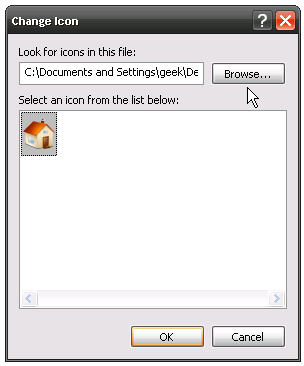 Change Icon
Look for icons in this file:
C:\Documents and Settings\geek\De
Browse...
Select an icon from the list below:
OK
Cancel